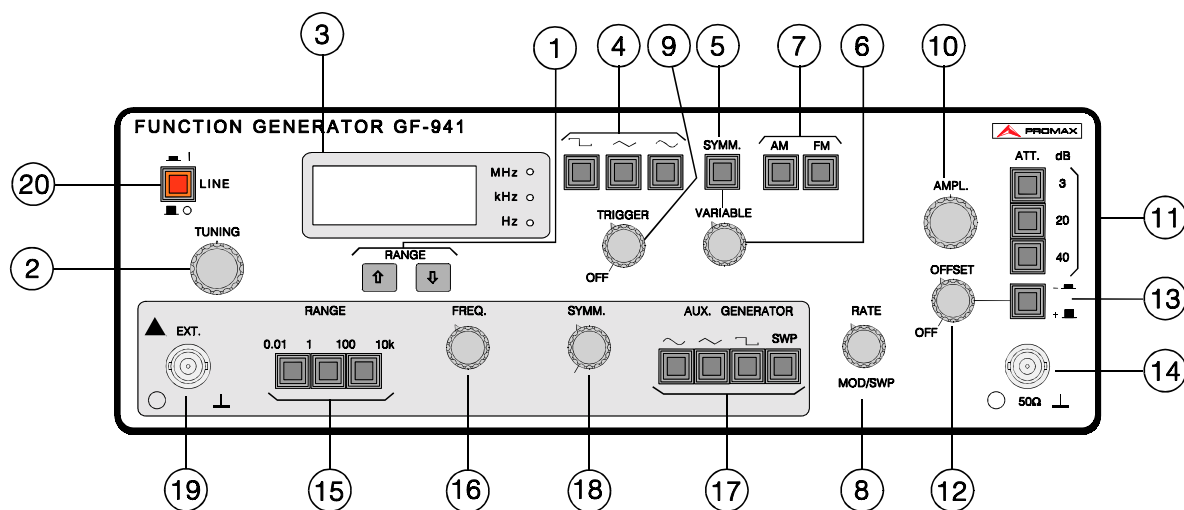 3
1
4
9
5
7
6
10
FUNCTION GENERATOR GF-941
PROMAX
20
I
LINE
MHz
kHz
Hz
SYMM.
AM FM
ATT. dB
3
20
40
AMPL.
11
TUNING
TRIGGER
OFF
VARIABLE
2
RANGE
OFFSET
OFF
-
+
13
RANGE
0.01 1 100 10k
FREQ.
SYMM.
AUX. GENERATOR
SWP
RATE
MOD/SWP
EXT.
50Ω
14
19
15
16
18
17
8
12